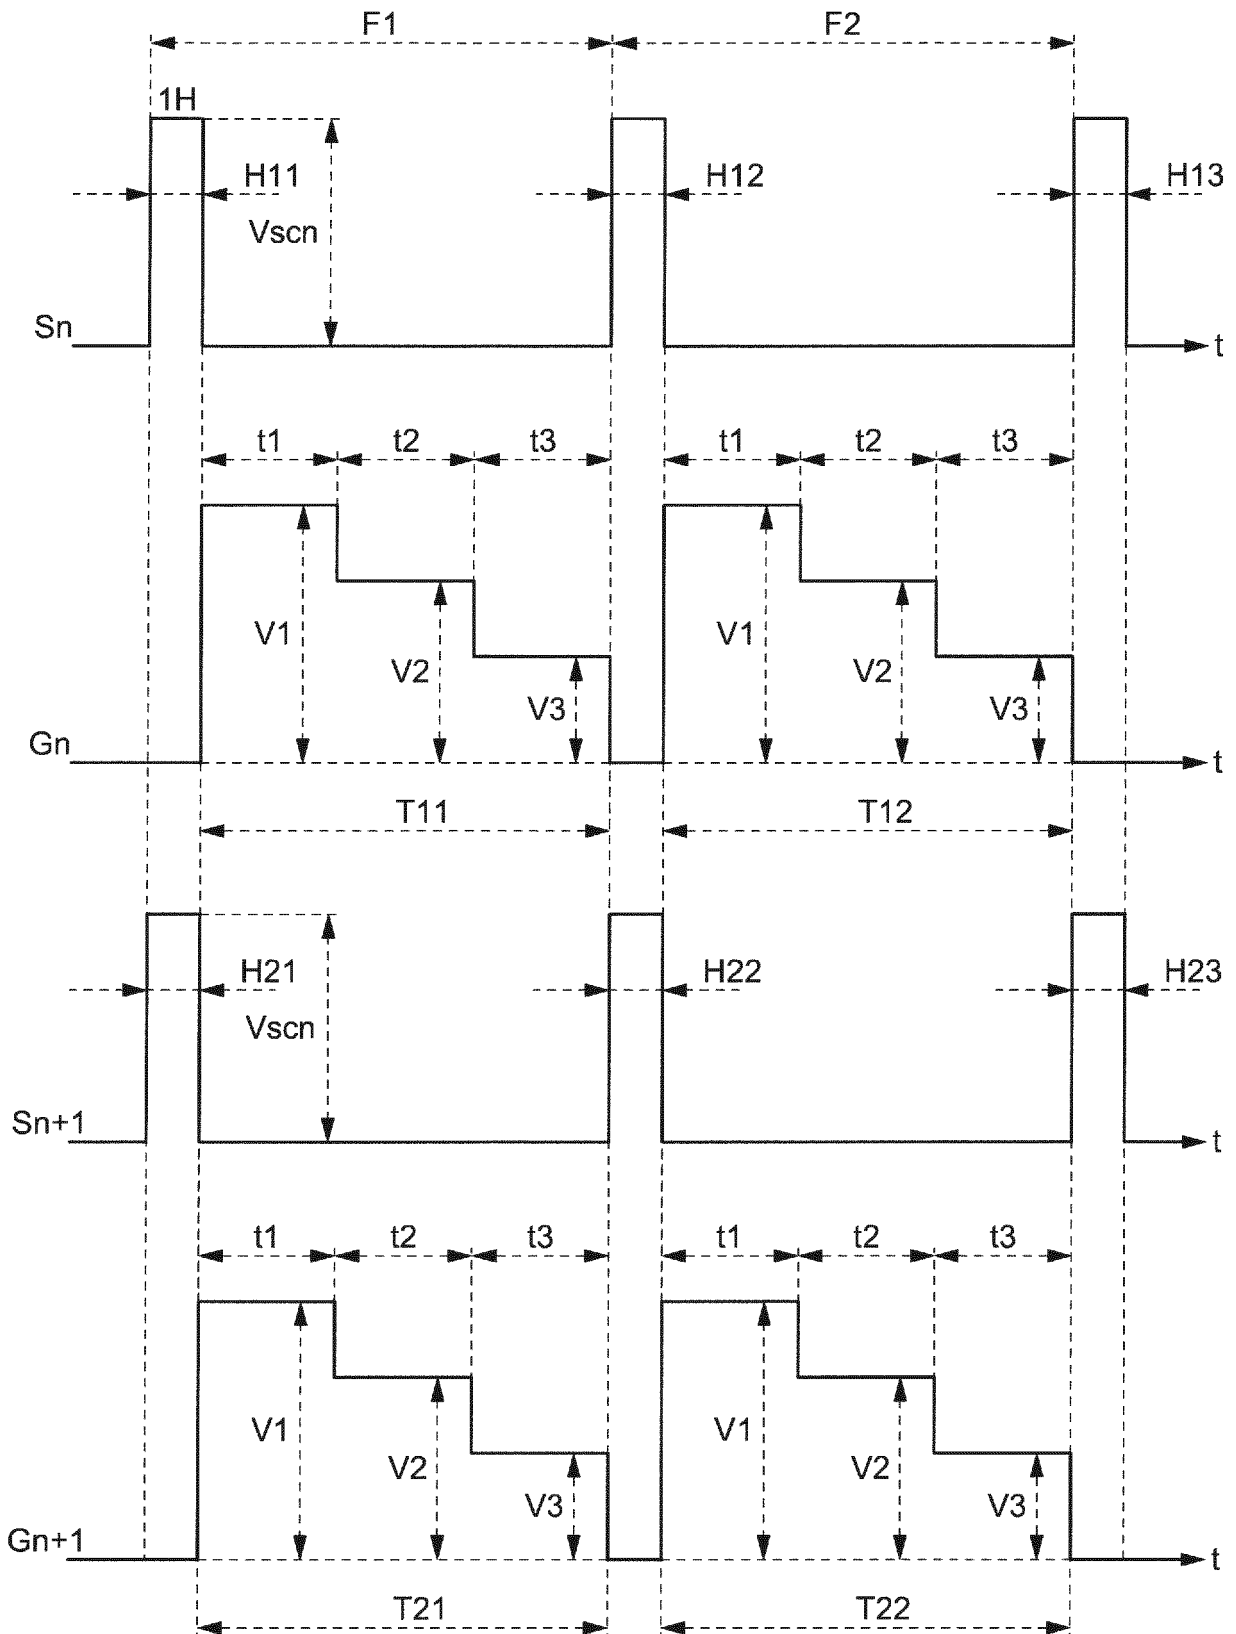 F1 F2
1H
H11 H12 H13
Vscn
Sn t
t1 t2 t3 t1 t2 t3
V1 V2 V3 V1 V2 V3
Gn t
T11 T12
H21 H22 H23
Vscn
Sn+1 t
t1 t2 t3 t1 t2 t3
V1 V2 V3 V1 V2 V3
Gn+1 t
T21 T22